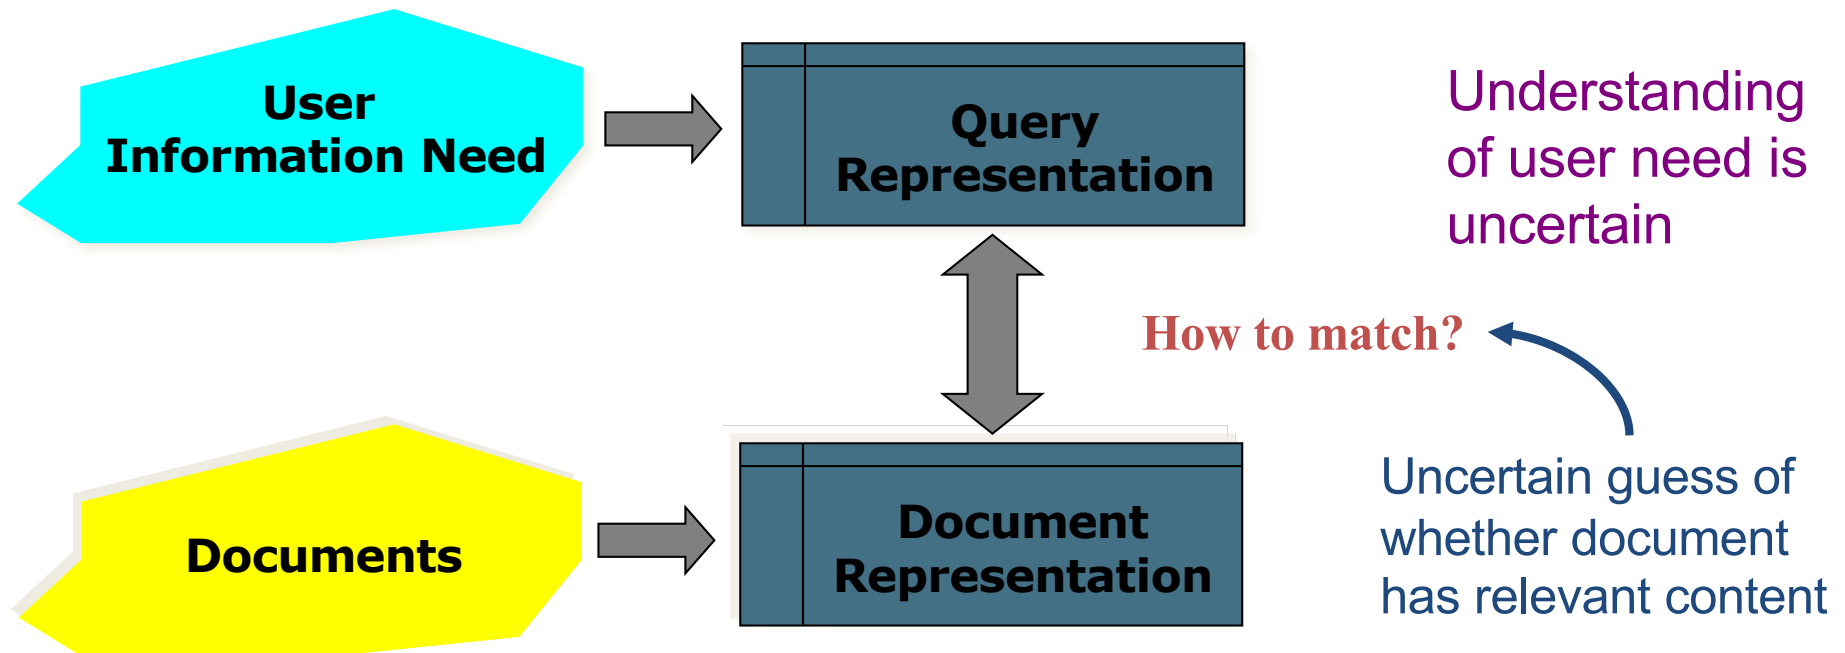 User
Information Need
Query
Representation
Understanding
of user need is
uncertain
How to match?
Documents
Document
Representation
Uncertain guess of
whether document
has relevant content